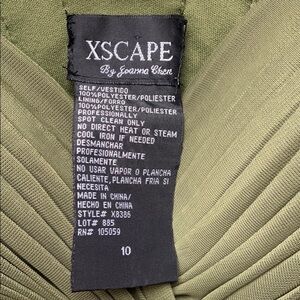 XSCAPE
By Joanna Chen
SELF/VESTIDO
100%POLYESTER/POLIESTER
LINING/FORRO
100%POLYESTER/POLIESTER
PROFESSIONALLY
SPOT CLEAN ONLY
NO DIRECT HEAT OR STEAM
COOL IRON IF NEEDED
DESMANCHAR
PROFESIONALMENTE
SOLAMENTE
NO USAR VAPOR O PLANCHA
CALIENTE,PLANCHA FRIA SI
NECESITA
MADE IN CHINA/
HECHO EN CHINA
STYLE# X8386
LOT# 885
RN# 105059
10